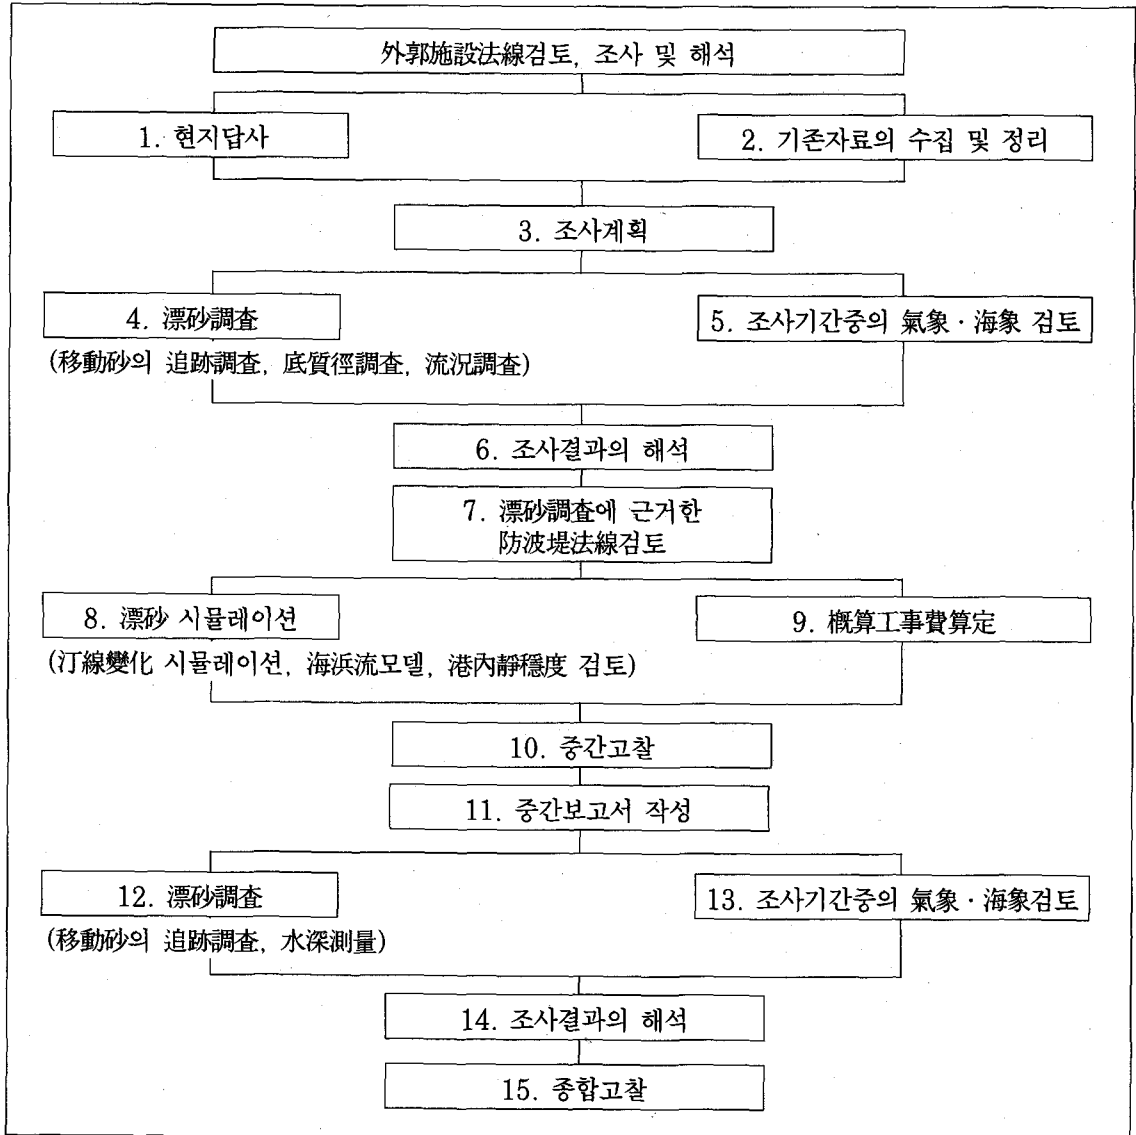 外郭施設法線검토, 조사 및 해석
1. 현지답사
2. 기존자료의 수집 및 정리
3. 조사계획
4. 漂砂調査
5. 조사기간중의 氣象·海象 검토
(移動砂의 追跡調査, 底質徑調査, 流況調査)
6. 조사결과의 해석
7. 漂砂調査에 근거한
防波堤法線검토
8. 漂砂 시뮬레이션
9. 概算工事費算定
(汀線變化 시뮬레이션, 海浜流모델, 港內靜穩度 검토)
10. 중간고찰
11. 중간보고서 작성
12. 漂砂調査
13. 조사기간중의 氣象·海象검토
(移動砂의 追跡調査, 水深測量)
14. 조사결과의 해석
15. 종합고찰